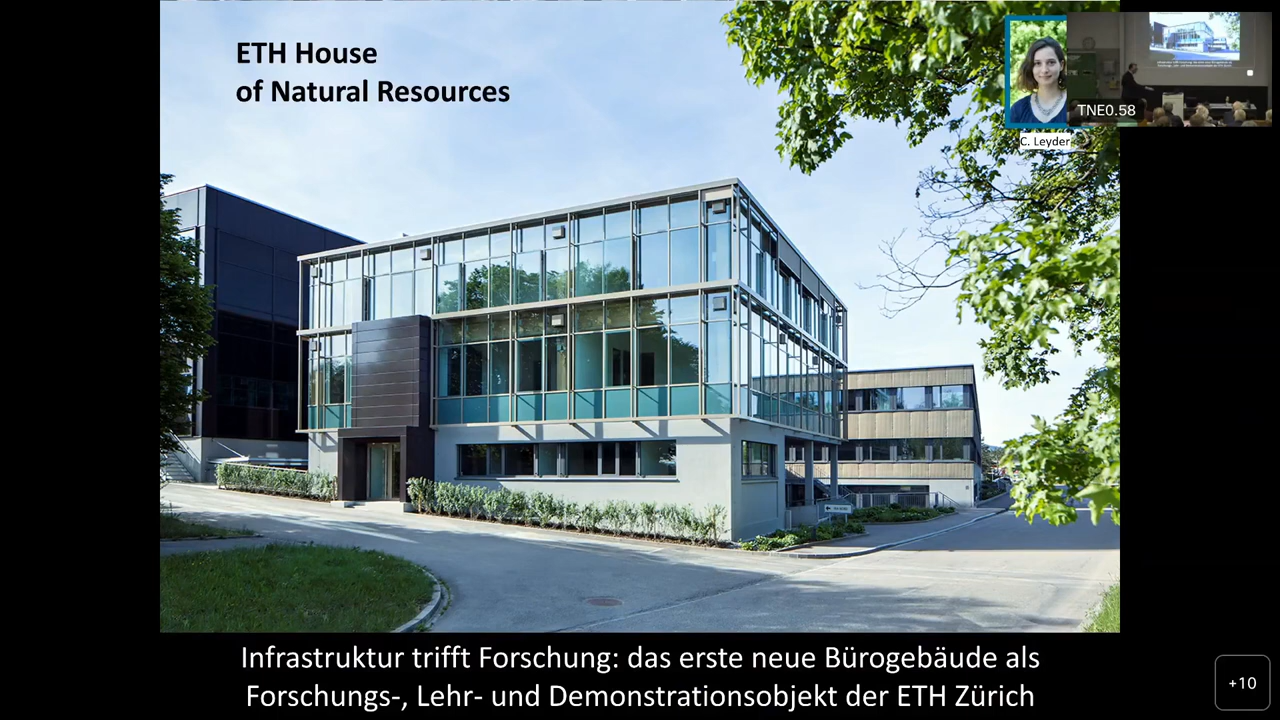 ETH House
of Natural Resources
TNE0.58
C. Leyder
Infrastruktur trifft Forschung: das erste neue Bürogebäude als
Forschungs-, Lehr- und Demonstrationsobjekt der ETH Zürich
+10